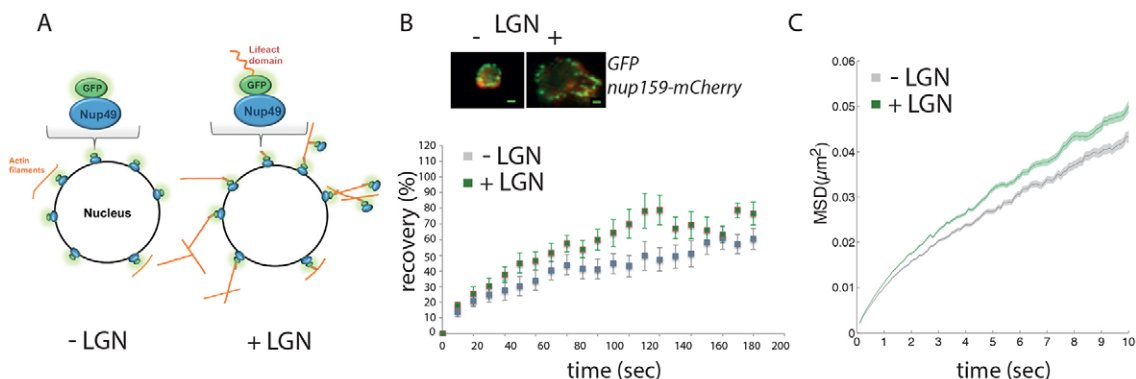 A
Lifeact
domain
GFP
Nup49
GFP
Nup49
Actin
filaments
Nucleus
Nucleus
- LGN
+ LGN
B
- LGN +
GFP
nup159-mCherry
- LGN
+ LGN
recovery (%)
120
110
100
90
80
70
60
50
40
30
20
10
0
0 20 40 60 80 100 120 140 160 180 200
time (sec)
C
- LGN
+ LGN
MSD(μm²)
0.06
0.05
0.04
0.03
0.02
0.01
0
0 1 2 3 4 5 6 7 8 9 10
time (sec)